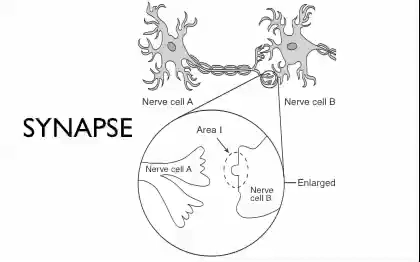 Nerve cell A
Nerve cell B
SYNAPSE
Area I
Nerve cell A
Nerve
cell B
Enlarged